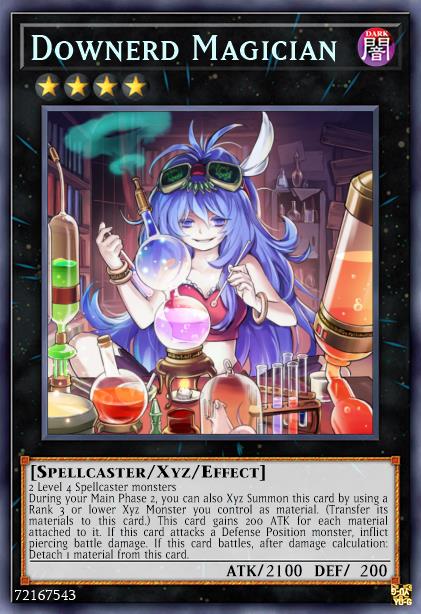 DOWNERD MAGICIAN
DARK
闇
[SPELLCASTER/XYZ/EFFECT]
2 Level 4 Spellcaster monsters
During your Main Phase 2, you can also Xyz Summon this card by using a
Rank 3 or lower Xyz Monster you control as material. (Transfer its
materials to this card.) This card gains 200 ATK for each material
attached to it. If this card attacks a Defense Position monster, inflict
piercing battle damage. If this card battles, after damage calculation:
Detach 1 material from this card.
ATK/2100 DEF/ 200
72167543